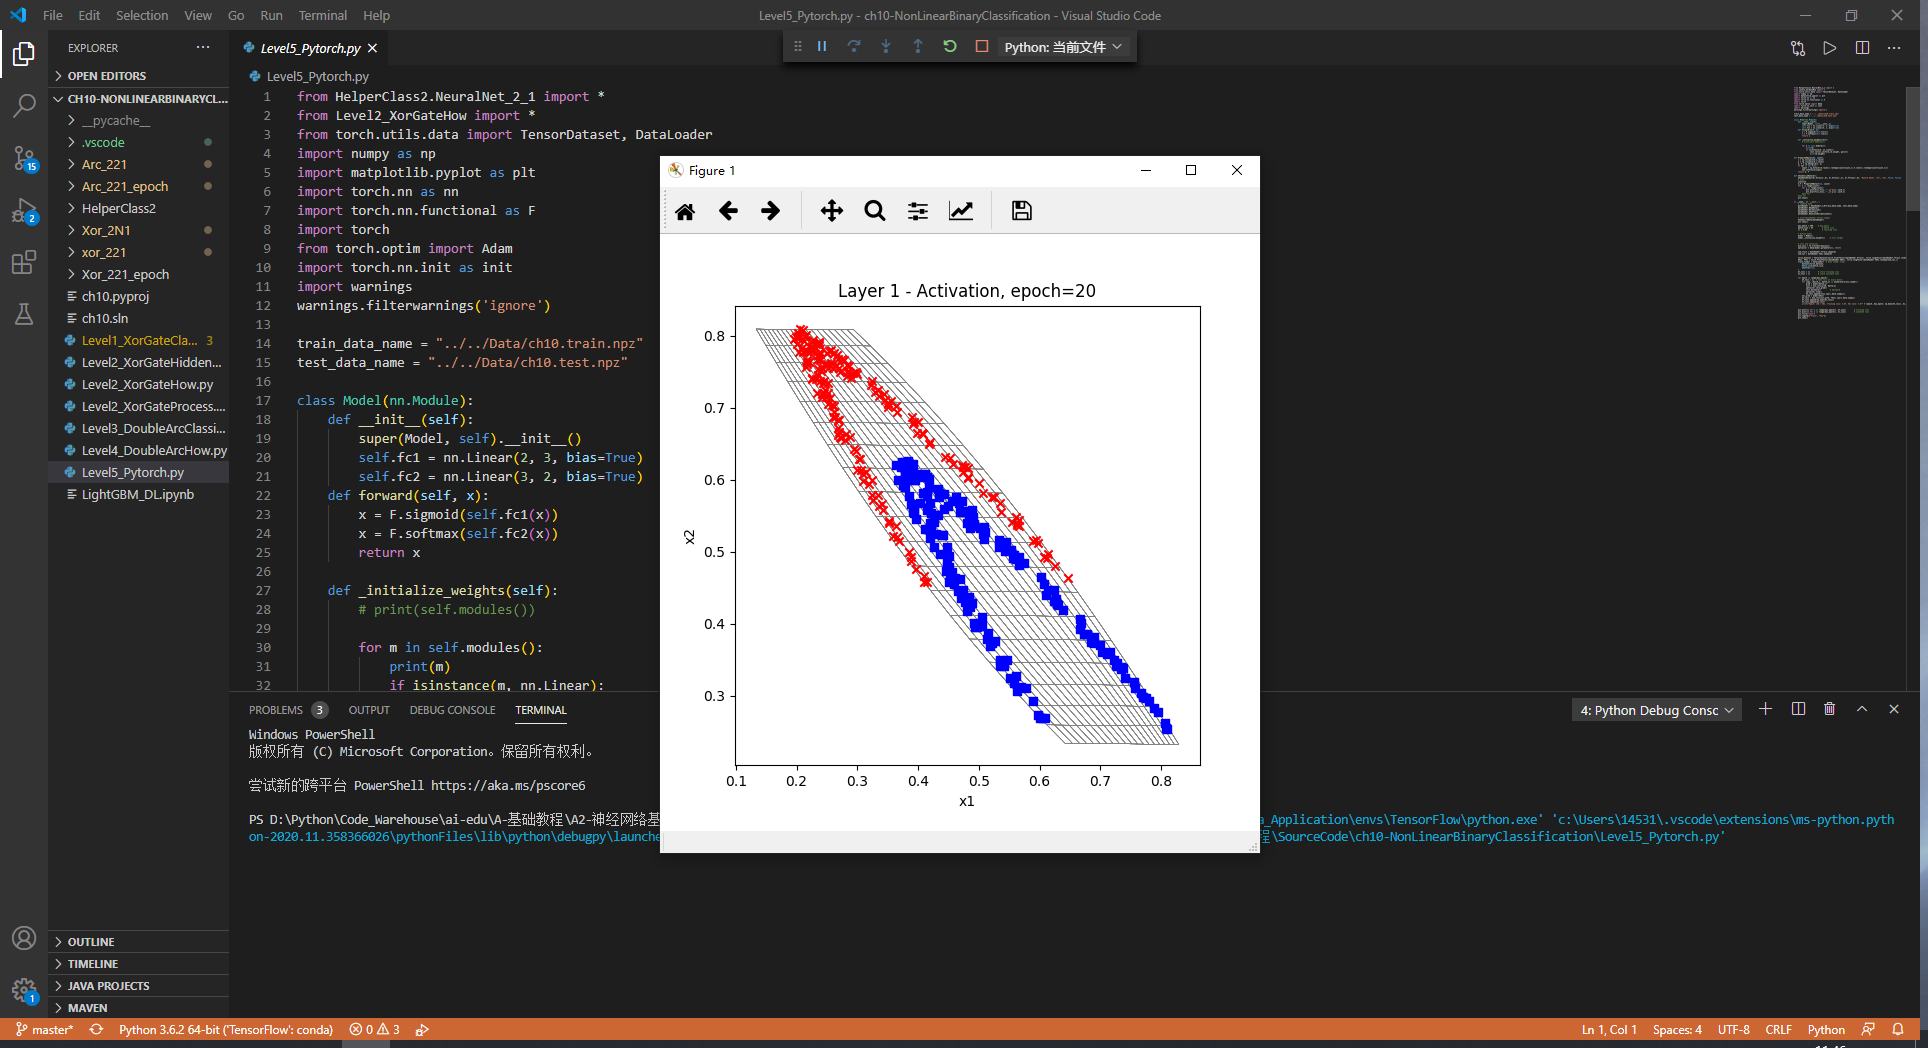 File Edit Selection View Go Run Terminal Help
Level5_Pytorch.py - ch10-NonLinearBinaryClassification - Visual Studio Code
EXPLORER
OPEN EDITORS
CH10-NONLINEARBINARYCL...
__pycache__
.vscode
Arc_221
Arc_221_epoch
HelperClass2
Xor_2N1
xor_221
Xor_221_epoch
ch10.pyproj
ch10.sln
Level1_XorGateCla... 3
Level2_XorGateHidden...
Level2_XorGateHow.py
Level2_XorGateProcess....
Level3_DoubleArcClassi...
Level4_DoubleArcHow.py
Level5_Pytorch.py
LightGBM_DL.ipynb
OUTLINE
TIMELINE
JAVA PROJECTS
MAVEN
15
2
1
Level5_Pytorch.py
Python: 当前文件
Level5_Pytorch.py
1 from HelperClass2.NeuralNet_2_1 import *
2 from Level2_XorGateHow import *
3 from torch.utils.data import TensorDataset, DataLoader
4 import numpy as np
5 import matplotlib.pyplot as plt
6 import torch.nn as nn
7 import torch.nn.functional as F
8 import torch
9 from torch.optim import Adam
10 import torch.nn.init as init
11 import warnings
12 warnings.filterwarnings('ignore')
13
14 train_data_name = "../../Data/ch10.train.npz"
15 test_data_name = "../../Data/ch10.test.npz"
16
17 class Model(nn.Module):
18 def __init__(self):
19 super(Model, self).__init__()
20 self.fc1 = nn.Linear(2, 3, bias=True)
21 self.fc2 = nn.Linear(3, 2, bias=True)
22 def forward(self, x):
23 x = F.sigmoid(self.fc1(x))
24 x = F.softmax(self.fc2(x))
25 return x
26
27 def _initialize_weights(self):
28 # print(self.modules())
29
30 for m in self.modules():
31 print(m)
32 if isinstance(m, nn.Linear):
Figure 1
Layer 1 - Activation, epoch=20
x2
0.8
0.7
0.6
0.5
0.4
0.3
0.1 0.2 0.3 0.4 0.5 0.6 0.7 0.8
x1
PROBLEMS 3 OUTPUT DEBUG CONSOLE TERMINAL
4: Python Debug Consc
Windows PowerShell
版权所有 (C) Microsoft Corporation。保留所有权利。
尝试新的跨平台 PowerShell https://aka.ms/pscore6
PS D:\Python\Code_Warehouse\ai-edu\A-基础教程\A2-神经网络基 a_Application\envs\TensorFlow\python.exe' 'c:\Users\14531\.vscode\extensions\ms-python.pyth
on-2020.11.358366026\pythonFiles\lib\python\debugpy\launche 程\SourceCode\ch10-NonLinearBinaryClassification\Level5_Pytorch.py'
master* Python 3.6.2 64-bit ('TensorFlow': conda) 0 3
Ln 1, Col 1 Spaces: 4 UTF-8 CRLF Python